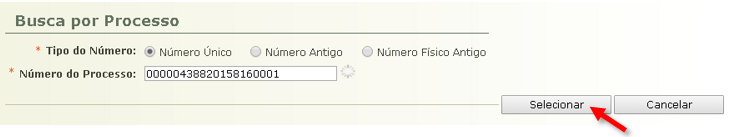 Busca por Processo
* Tipo do Número: Número Único Número Antigo Número Físico Antigo
* Número do Processo: 00000438820158160001
Selecionar Cancelar